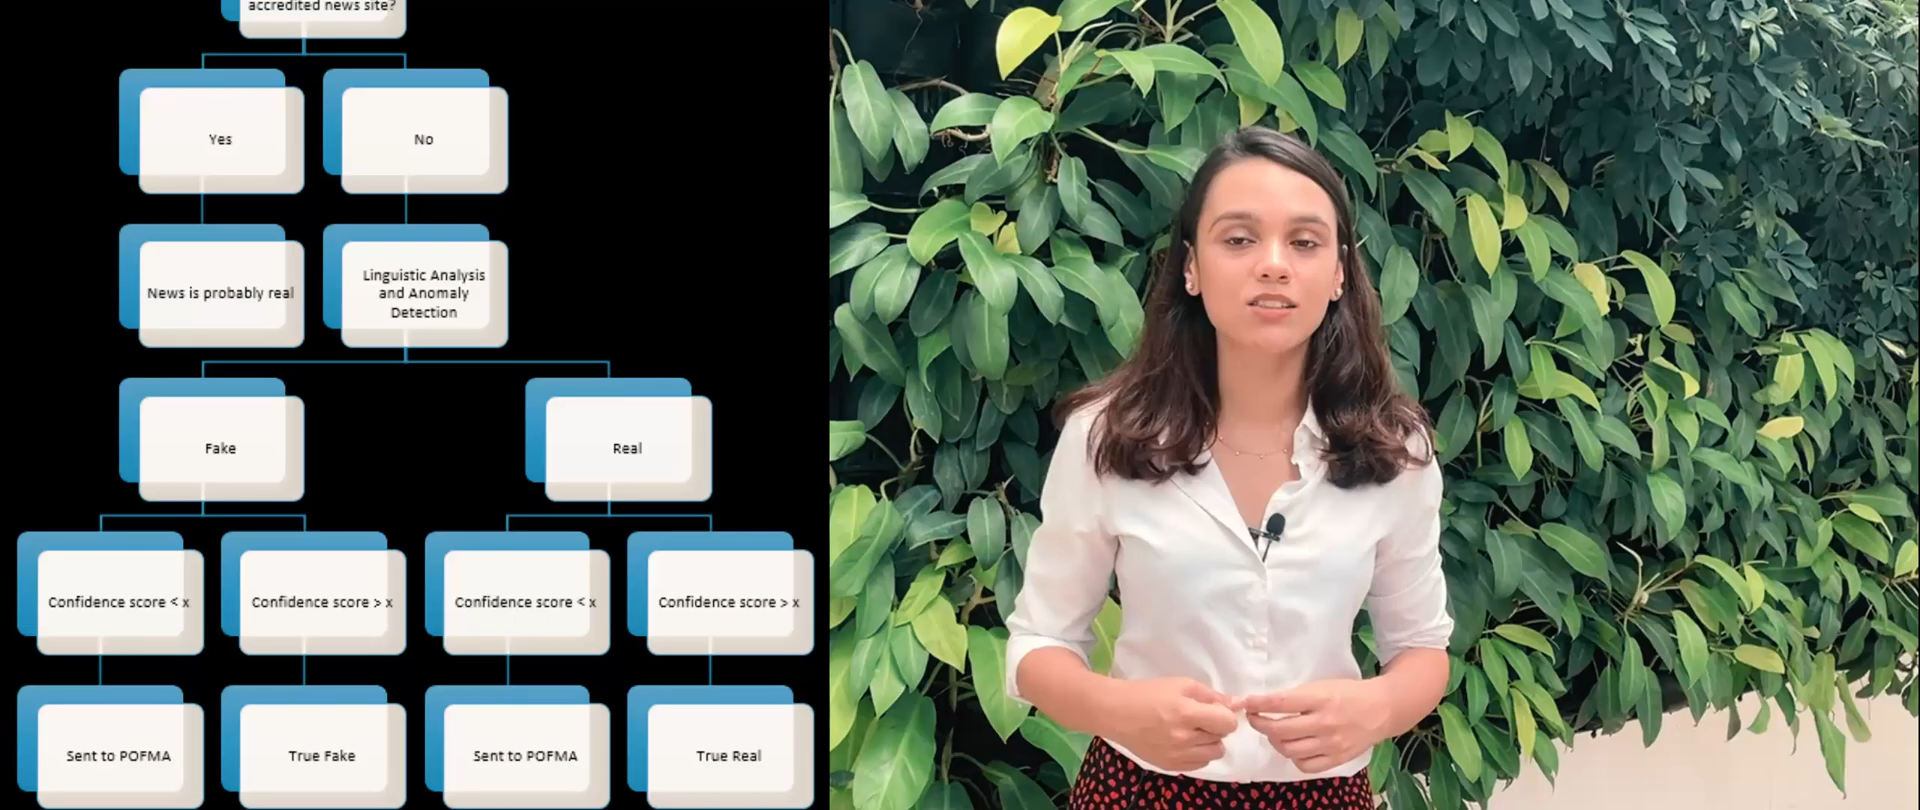 accredited news site?
Yes
No
News is probably real
Linguistic Analysis
and Anomaly
Detection
Fake
Real
Confidence score < x
Confidence score > x
Confidence score < x
Confidence score > x
Sent to POFMA
True Fake
Sent to POFMA
True Real